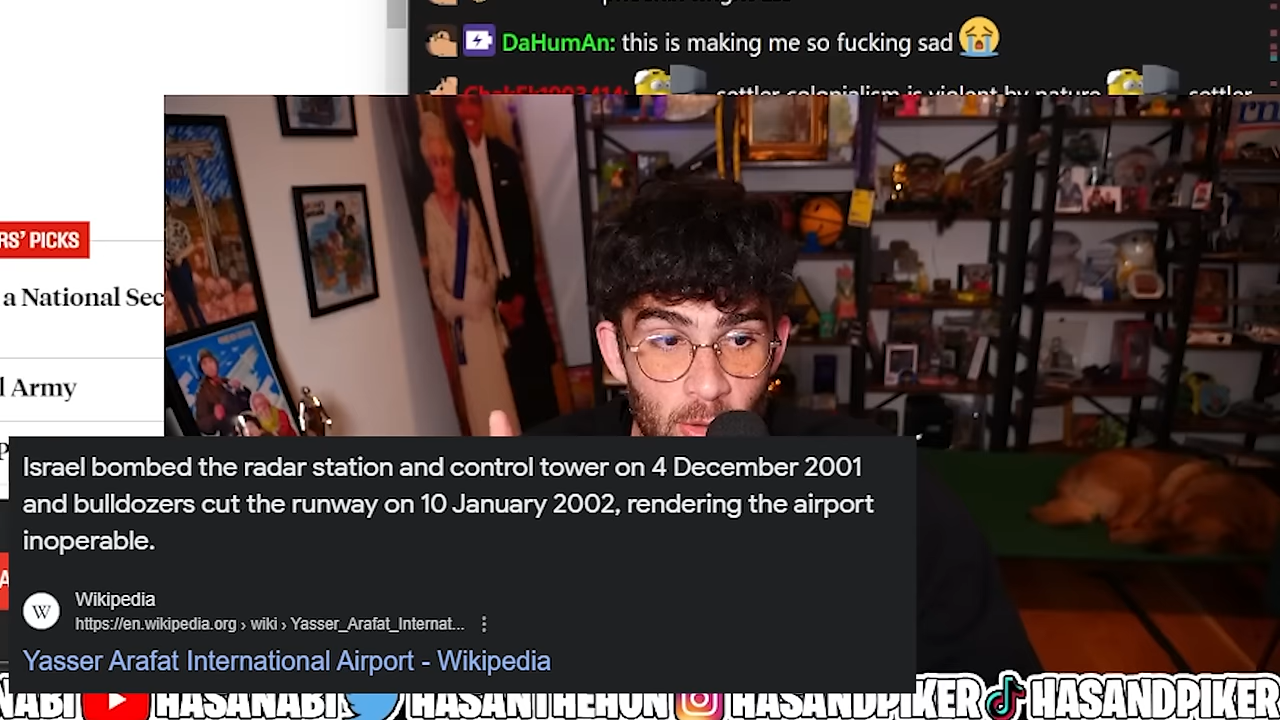 DaHumAn: this is making me so fucking sad
settler colonialism is violent by nature settler
RS' PICKS
a National Sec
l Army
Israel bombed the radar station and control tower on 4 December 2001
and bulldozers cut the runway on 10 January 2002, rendering the airport
inoperable.
W
Wikipedia
https://en.wikipedia.org › wiki › Yasser_Arafat_Internat...
Yasser Arafat International Airport - Wikipedia
NABI HASANABI HASANTHEHUN HASANDPIKER HASANDPIKER